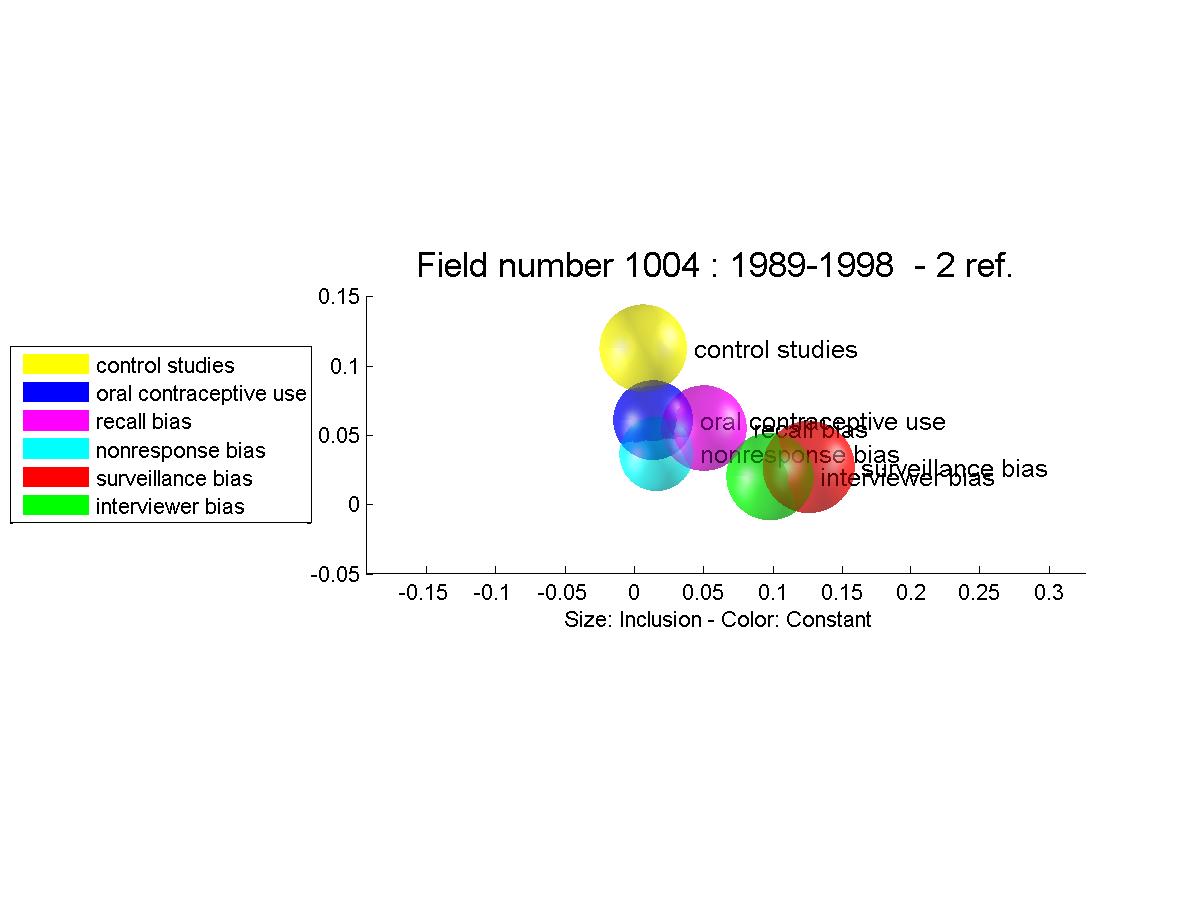 Field number 1004 : 1989-1998 - 2 ref.
control studies
oral contraceptive use
recall bias
nonresponse bias
surveillance bias
interviewer bias
0.15
0.1
0.05
0
-0.05
control studies
oral contraceptive use
recall bias
nonresponse bias
surveillance bias
interviewer bias
-0.15 -0.1 -0.05 0 0.05 0.1 0.15 0.2 0.25 0.3
Size: Inclusion - Color: Constant